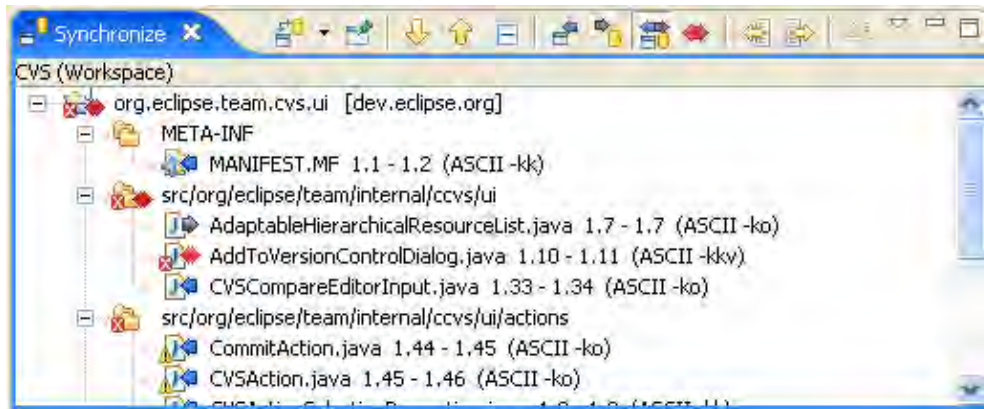 Synchronize
CVS (Workspace)
org.eclipse.team.cvs.ui [dev.eclipse.org]
META-INF
MANIFEST.MF 1.1 - 1.2 (ASCII -kk)
src/org/eclipse/team/internal/ccvs/ui
AdaptableHierarchicalResourceList.java 1.7 - 1.7 (ASCII -ko)
AddToVersionControlDialog.java 1.10 - 1.11 (ASCII -kkv)
CVSCompareEditorInput.java 1.33 - 1.34 (ASCII -ko)
src/org/eclipse/team/internal/ccvs/ui/actions
CommitAction.java 1.44 - 1.45 (ASCII -ko)
CVSAction.java 1.45 - 1.46 (ASCII -ko)